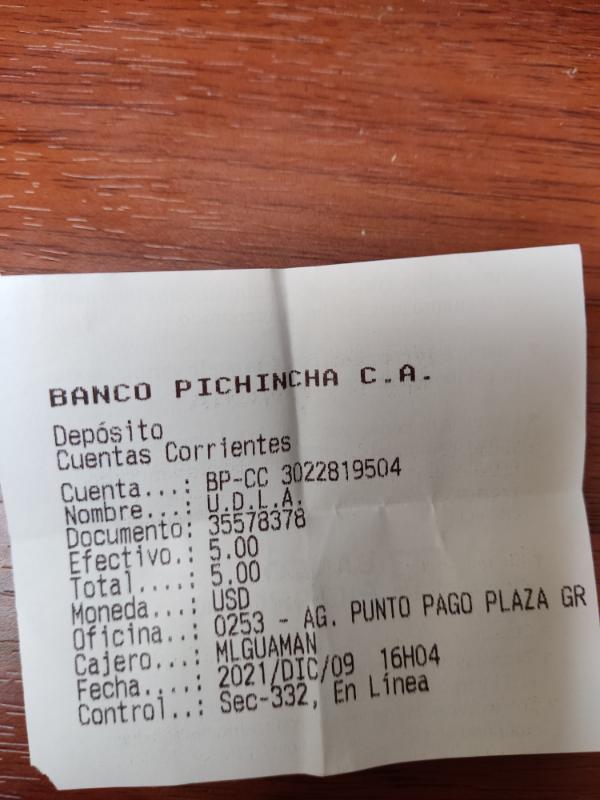 BANCO PICHINCHA C.A.
Depósito
Cuentas Corrientes
Cuenta...: BP-CC 3022819504
Nombre...: U.D.L.A.
Documento: 35578378
Efectivo.: 5.00
Total....: 5.00
Moneda...: USD
Oficina..: 0253 - AG. PUNTO PAGO PLAZA GR
Cajero...: MLGUAMAN
Fecha....: 2021/DIC/09 16H04
Control..: Sec-332, En Línea